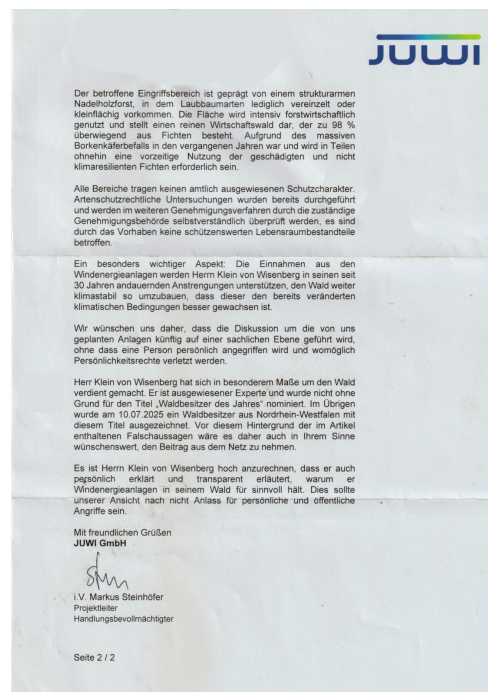 JUWI
Der betroffene Eingriffsbereich ist geprägt von einem strukturarmen
Nadelholzforst, in dem Laubbaumarten lediglich vereinzelt oder
kleinflächig vorkommen. Die Fläche wird intensiv forstwirtschaftlich
genutzt und stellt einen reinen Wirtschaftswald dar, der zu 98 %
überwiegend aus Fichten besteht. Aufgrund des massiven
Borkenkäferbefalls in den vergangenen Jahren war und wird in Teilen
ohnehin eine vorzeitige Nutzung der geschädigten und nicht
klimaresilienten Fichten erforderlich sein.
Alle Bereiche tragen keinen amtlich ausgewiesenen Schutzcharakter.
Artenschutzrechtliche Untersuchungen wurden bereits durchgeführt
und werden im weiteren Genehmigungsverfahren durch die zuständige
Genehmigungsbehörde selbstverständlich überprüft werden, es sind
durch das Vorhaben keine schützenswerten Lebensraumbestandteile
betroffen.
Ein besonders wichtiger Aspekt: Die Einnahmen aus den
Windenergieanlagen werden Herrn Klein von Wisenberg in seinen seit
30 Jahren andauernden Anstrengungen unterstützen, den Wald weiter
klimastabil so umzubauen, dass dieser den bereits veränderten
klimatischen Bedingungen besser gewachsen ist.
Wir wünschen uns daher, dass die Diskussion um die von uns
geplanten Anlagen künftig auf einer sachlichen Ebene geführt wird,
ohne dass eine Person persönlich angegriffen wird und womöglich
Persönlichkeitsrechte verletzt werden.
Herr Klein von Wisenberg hat sich in besonderem Maße um den Wald
verdient gemacht. Er ist ausgewiesener Experte und wurde nicht ohne
Grund für den Titel „Waldbesitzer des Jahres" nominiert. Im Übrigen
wurde am 10.07.2025 ein Waldbesitzer aus Nordrhein-Westfalen mit
diesem Titel ausgezeichnet. Vor diesem Hintergrund der im Artikel
enthaltenen Falschaussagen wäre es daher auch in Ihrem Sinne
wünschenswert, den Beitrag aus dem Netz zu nehmen.
Es ist Herrn Klein von Wisenberg hoch anzurechnen, dass er auch
persönlich erklärt und transparent erläutert, warum er
Windenergieanlagen in seinem Wald für sinnvoll hält. Dies sollte
unserer Ansicht nach nicht Anlass für persönliche und öffentliche
Angriffe sein.
Mit freundlichen Grüßen
JUWI GmbH
i.V. Markus Steinhöfer
Projektleiter
Handlungsbevollmächtigter
Seite 2 / 2